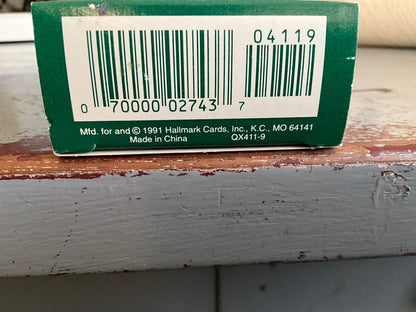 04119
0 70000 02743 7
Mfd. for and © 1991 Hallmark Cards, Inc., K.C., MO 64141
Made in China QX411-9